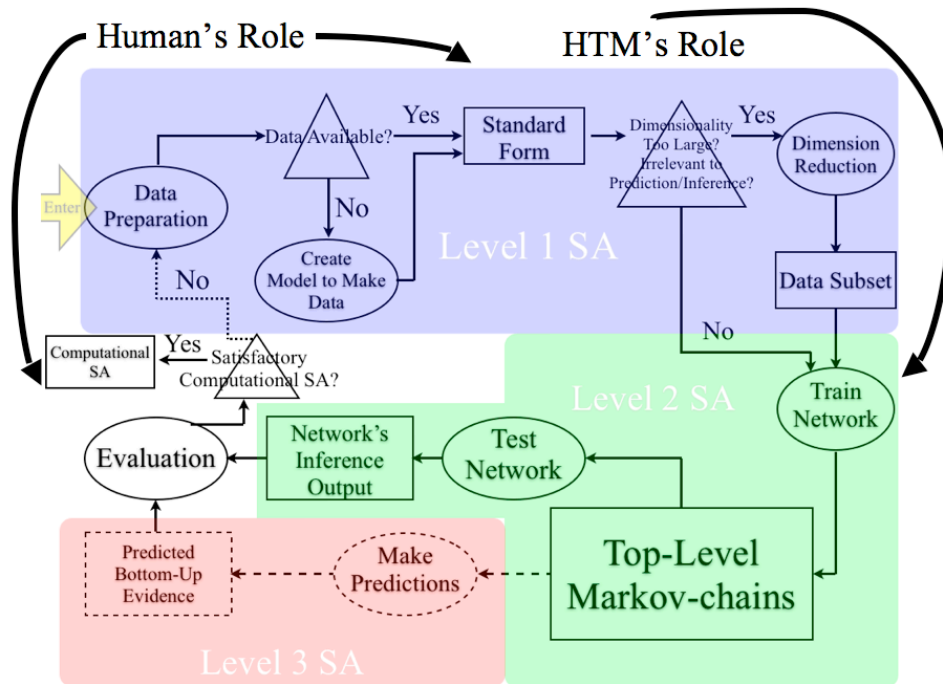 Human's Role
HTM's Role
Data Available?
Yes
Standard
Form
Dimensionality
Too Large?
Irrelevant to
Prediction/Inference?
Yes
Dimension
Reduction
Enter
Data
Preparation
No
Create
Model to Make
Data
Level 1 SA
Data Subset
No
No
Computational
SA
Yes
Satisfactory
Computational SA?
Level 2 SA
Train
Network
Evaluation
Network's
Inference
Output
Test
Network
Top-Level
Markov-chains
Predicted
Bottom-Up
Evidence
Make
Predictions
Level 3 SA